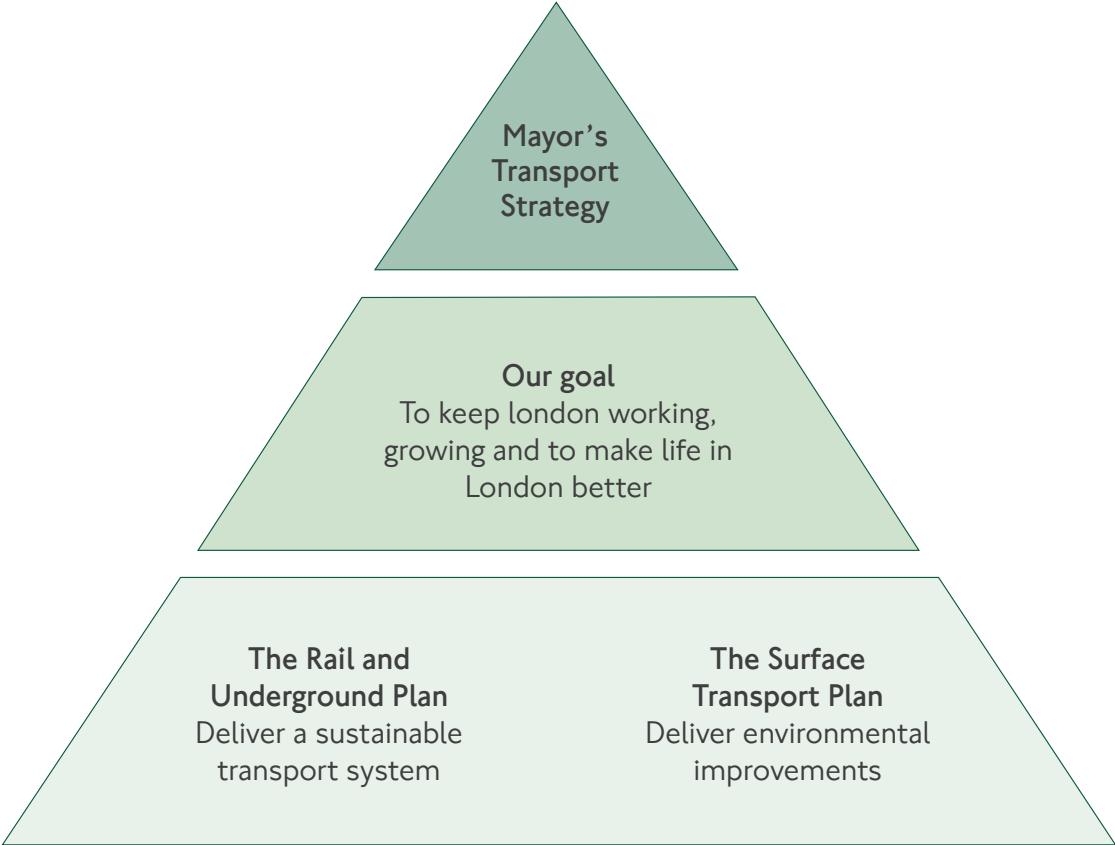 Mayor’s
Transport
Strategy
Our goal
To keep london working,
growing and to make life in
London better
The Rail and
Underground Plan
Deliver a sustainable
transport system
The Surface
Transport Plan
Deliver environmental
improvements